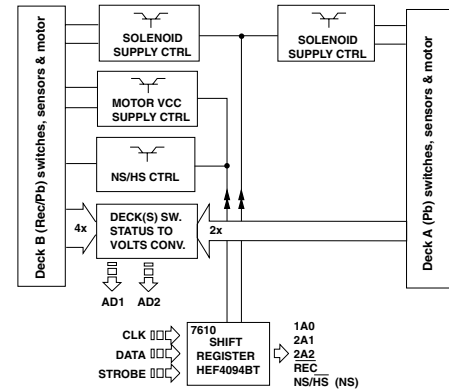 Deck B (Rec/Pb) switches, sensors & motor
SOLENOID
SUPPLY CTRL
SOLENOID
SUPPLY CTRL
Deck A (Pb) switches, sensors & motor
MOTOR VCC
SUPPLY CTRL
NS/HS CTRL
4x
DECK(S) SW.
STATUS TO
VOLTS CONV.
2x
AD1
AD2
CLK
DATA
STROBE
7610
SHIFT
REGISTER
HEF4094BT
1A0
2A1
2A2
REC
NS/HS (NS)